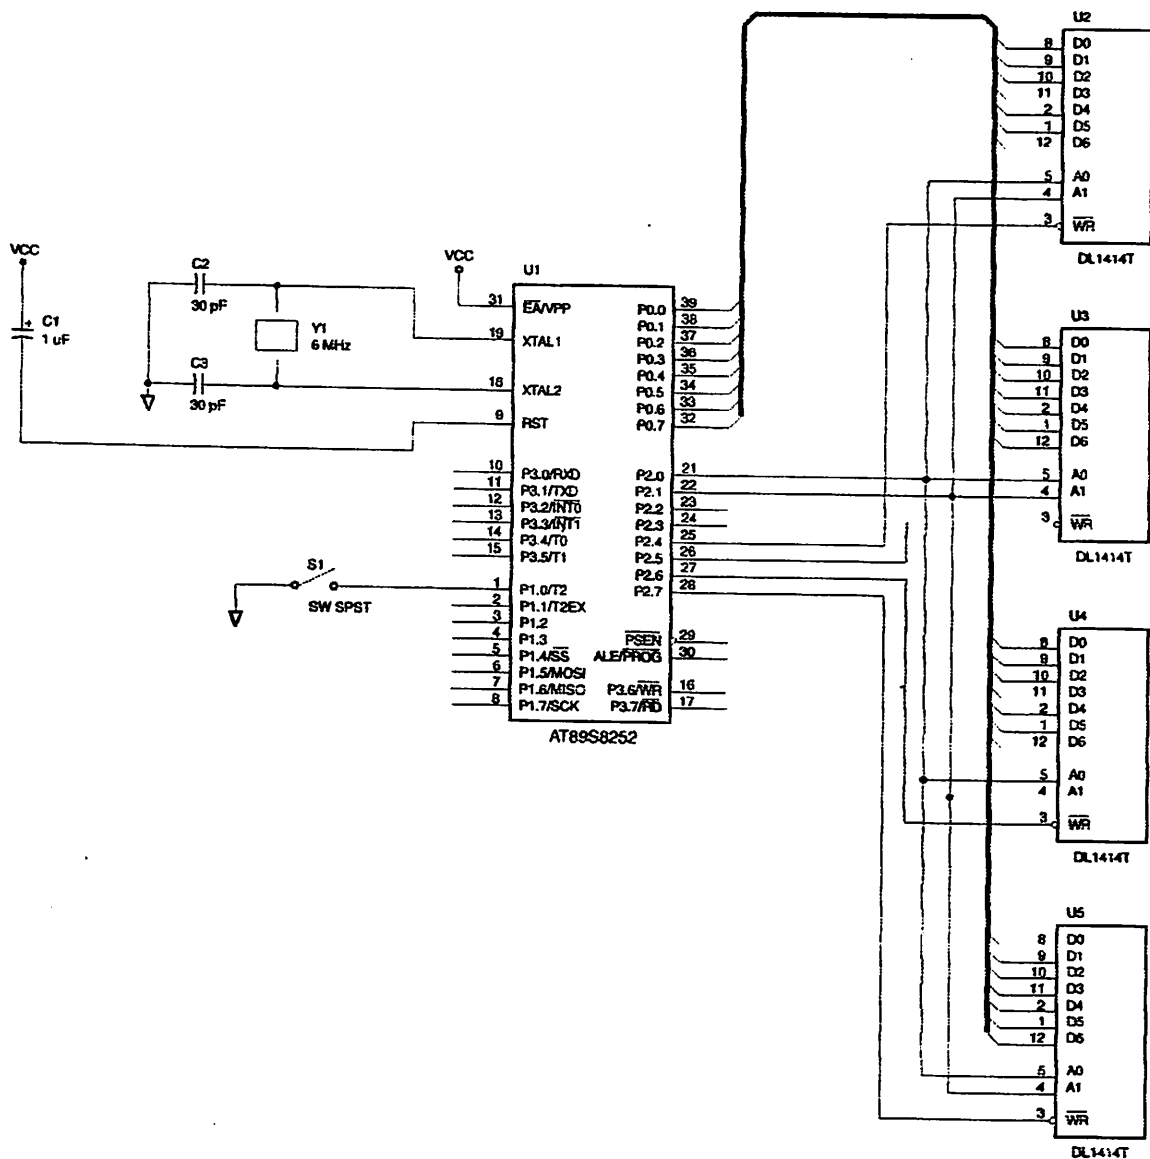 VCC
C1
1 uF
C2
30 pF
C3
30 pF
Y1
6 MHz
VCC
S1
SW SPST
U1
31 EA/VPP
19 XTAL1
18 XTAL2
9 RST
10 P3.0/RXD
11 P3.1/TXD
12 P3.2/INT0
13 P3.3/INT1
14 P3.4/T0
15 P3.5/T1
1 P1.0/T2
2 P1.1/T2EX
3 P1.2
4 P1.3
5 P1.4/SS
6 P1.5/MOSI
7 P1.6/MISO
8 P1.7/SCK
P0.0 39
P0.1 38
P0.2 37
P0.3 36
P0.4 35
P0.5 34
P0.6 33
P0.7 32
P2.0 21
P2.1 22
P2.2 23
P2.3 24
P2.4 25
P2.5 26
P2.6 27
P2.7 28
PSEN 29
ALE/PROG 30
P3.6/WR 16
P3.7/RD 17
AT89S8252
U2
8 D0
9 D1
10 D2
11 D3
2 D4
1 D5
12 D6
5 A0
4 A1
3 WR
DL1414T
U3
8 D0
9 D1
10 D2
11 D3
2 D4
1 D5
12 D6
5 A0
4 A1
3 WR
DL1414T
U4
8 D0
9 D1
10 D2
11 D3
2 D4
1 D5
12 D6
5 A0
4 A1
3 WR
DL1414T
U5
8 D0
9 D1
10 D2
11 D3
2 D4
1 D5
12 D6
5 A0
4 A1
3 WR
DL1414T